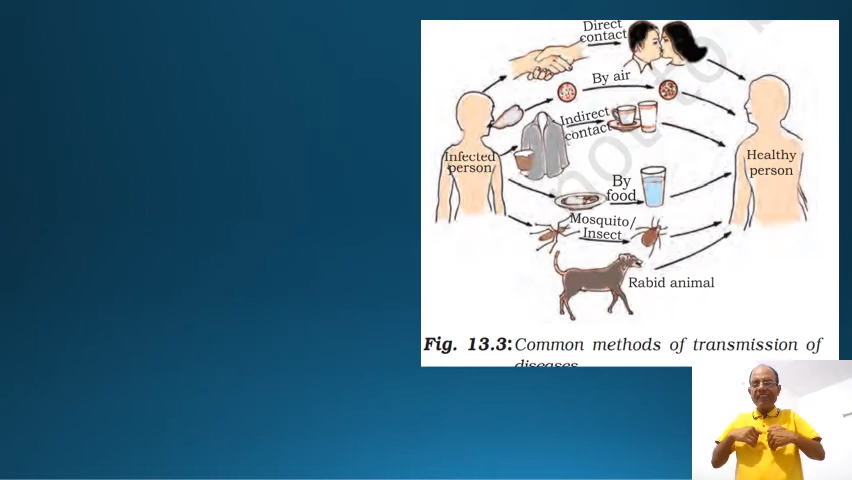 Direct
contact
By air
Indirect
contact
Infected
person
Healthy
person
By
food
Mosquito/
Insect
Rabid animal
Fig. 13.3: Common methods of transmission of
diseases